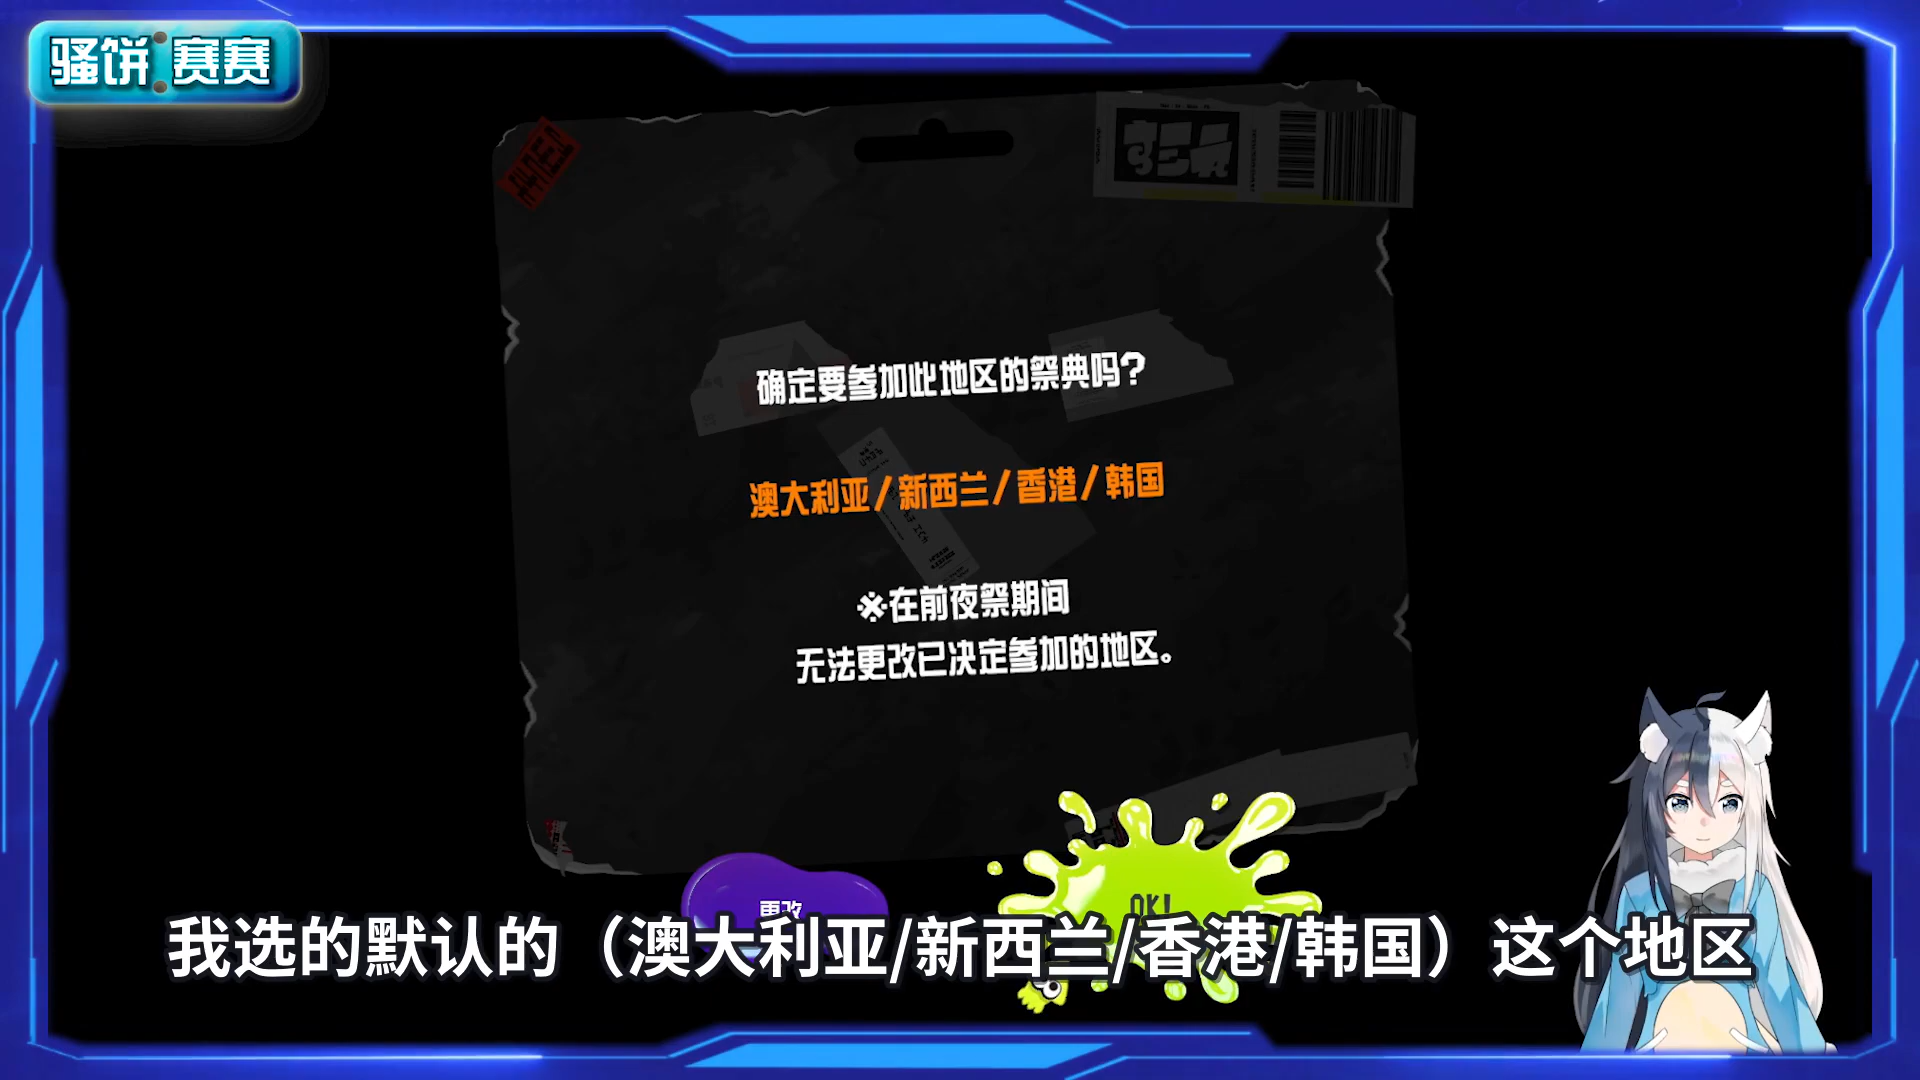 骚饼:赛赛
确定要参加此地区的祭典吗?
澳大利亚/新西兰/香港/韩国
※在前夜祭期间
无法更改已决定参加的地区。
更改
OK!
我选的默认的（澳大利亚/新西兰/香港/韩国）这个地区